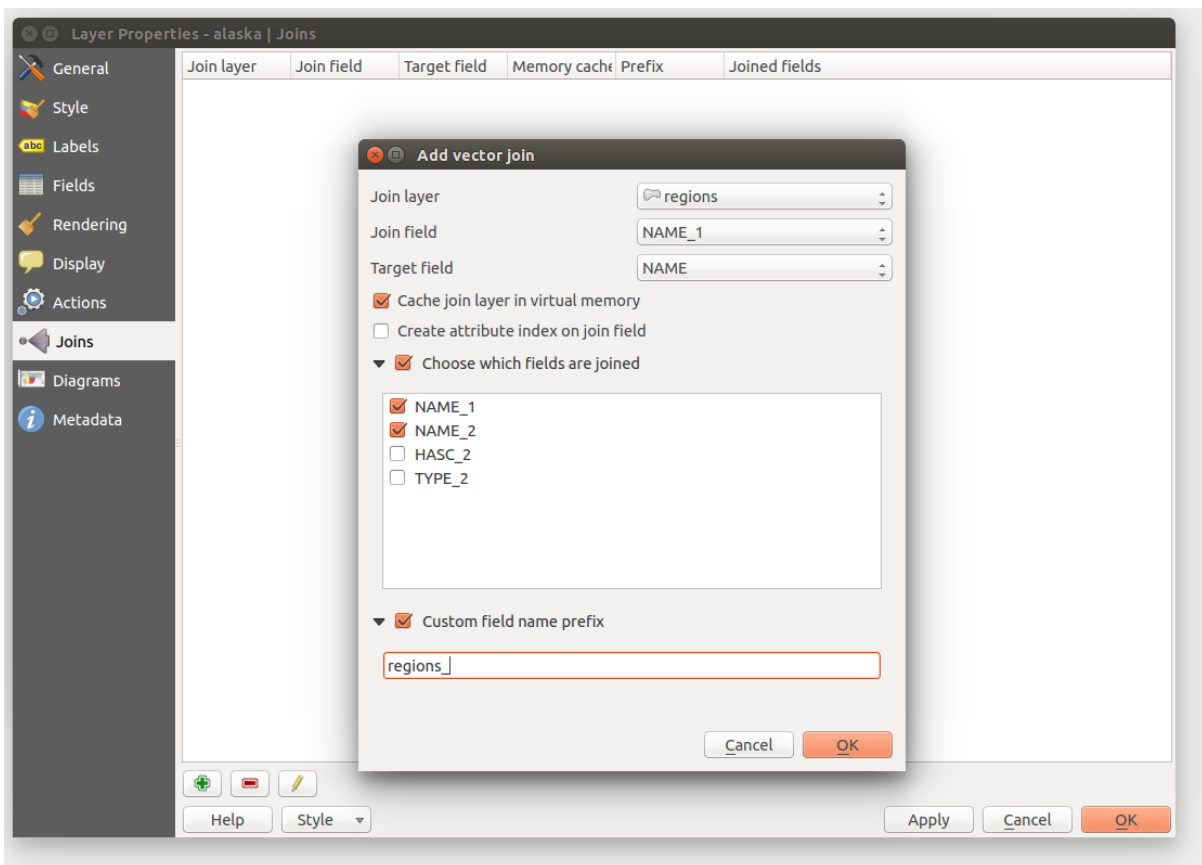 Layer Properties - alaska | Joins
General
Style
Labels
Fields
Rendering
Display
Actions
Joins
Diagrams
Metadata
abc
Join layer Join field Target field Memory cache Prefix Joined fields
Add vector join
Join layer regions
Join field NAME_1
Target field NAME
Cache join layer in virtual memory
Create attribute index on join field
Choose which fields are joined
NAME_1
NAME_2
HASC_2
TYPE_2
Custom field name prefix
regions_
Cancel OK
Help Style Apply Cancel OK